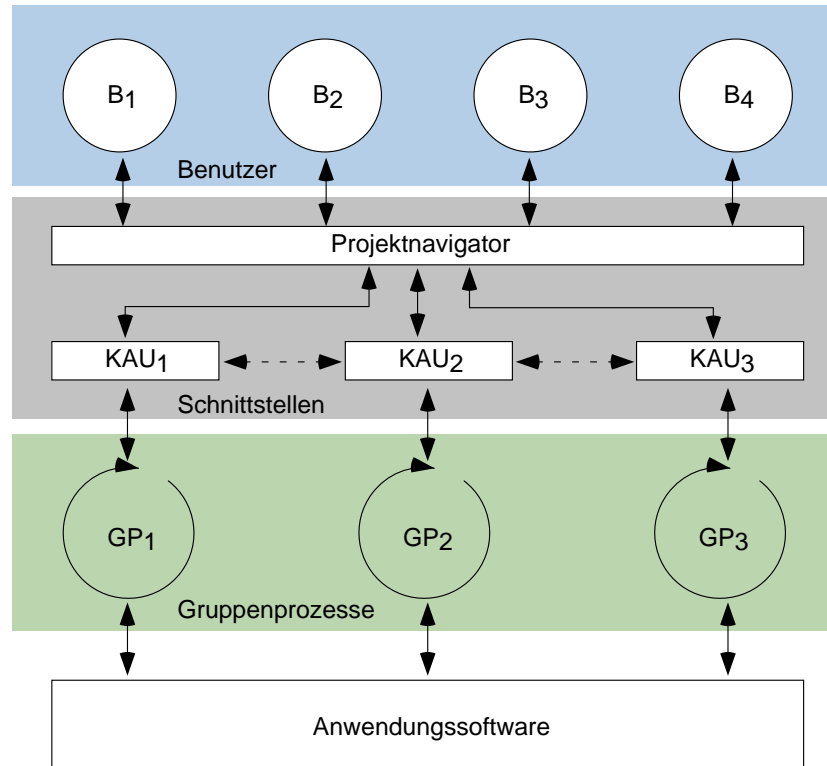 B1 B2 B3 B4
Benutzer
Projektnavigator
KAU1 KAU2 KAU3
Schnittstellen
GP1 GP2 GP3
Gruppenprozesse
Anwendungssoftware